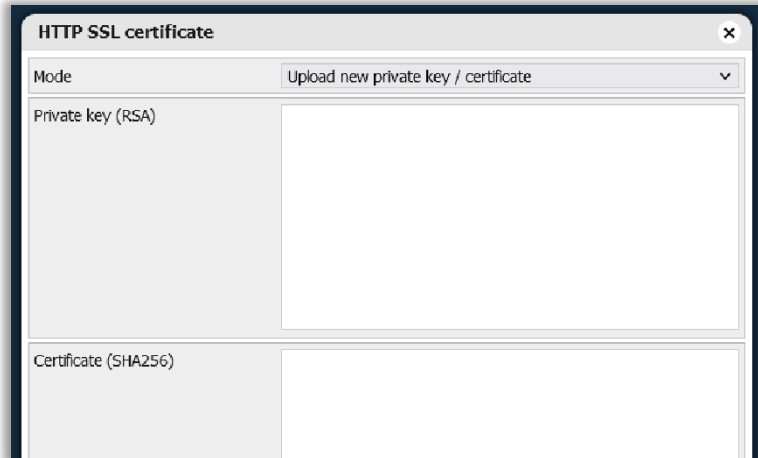 HTTP SSL certificate
Mode
Upload new private key / certificate
Private key (RSA)
Certificate (SHA256)